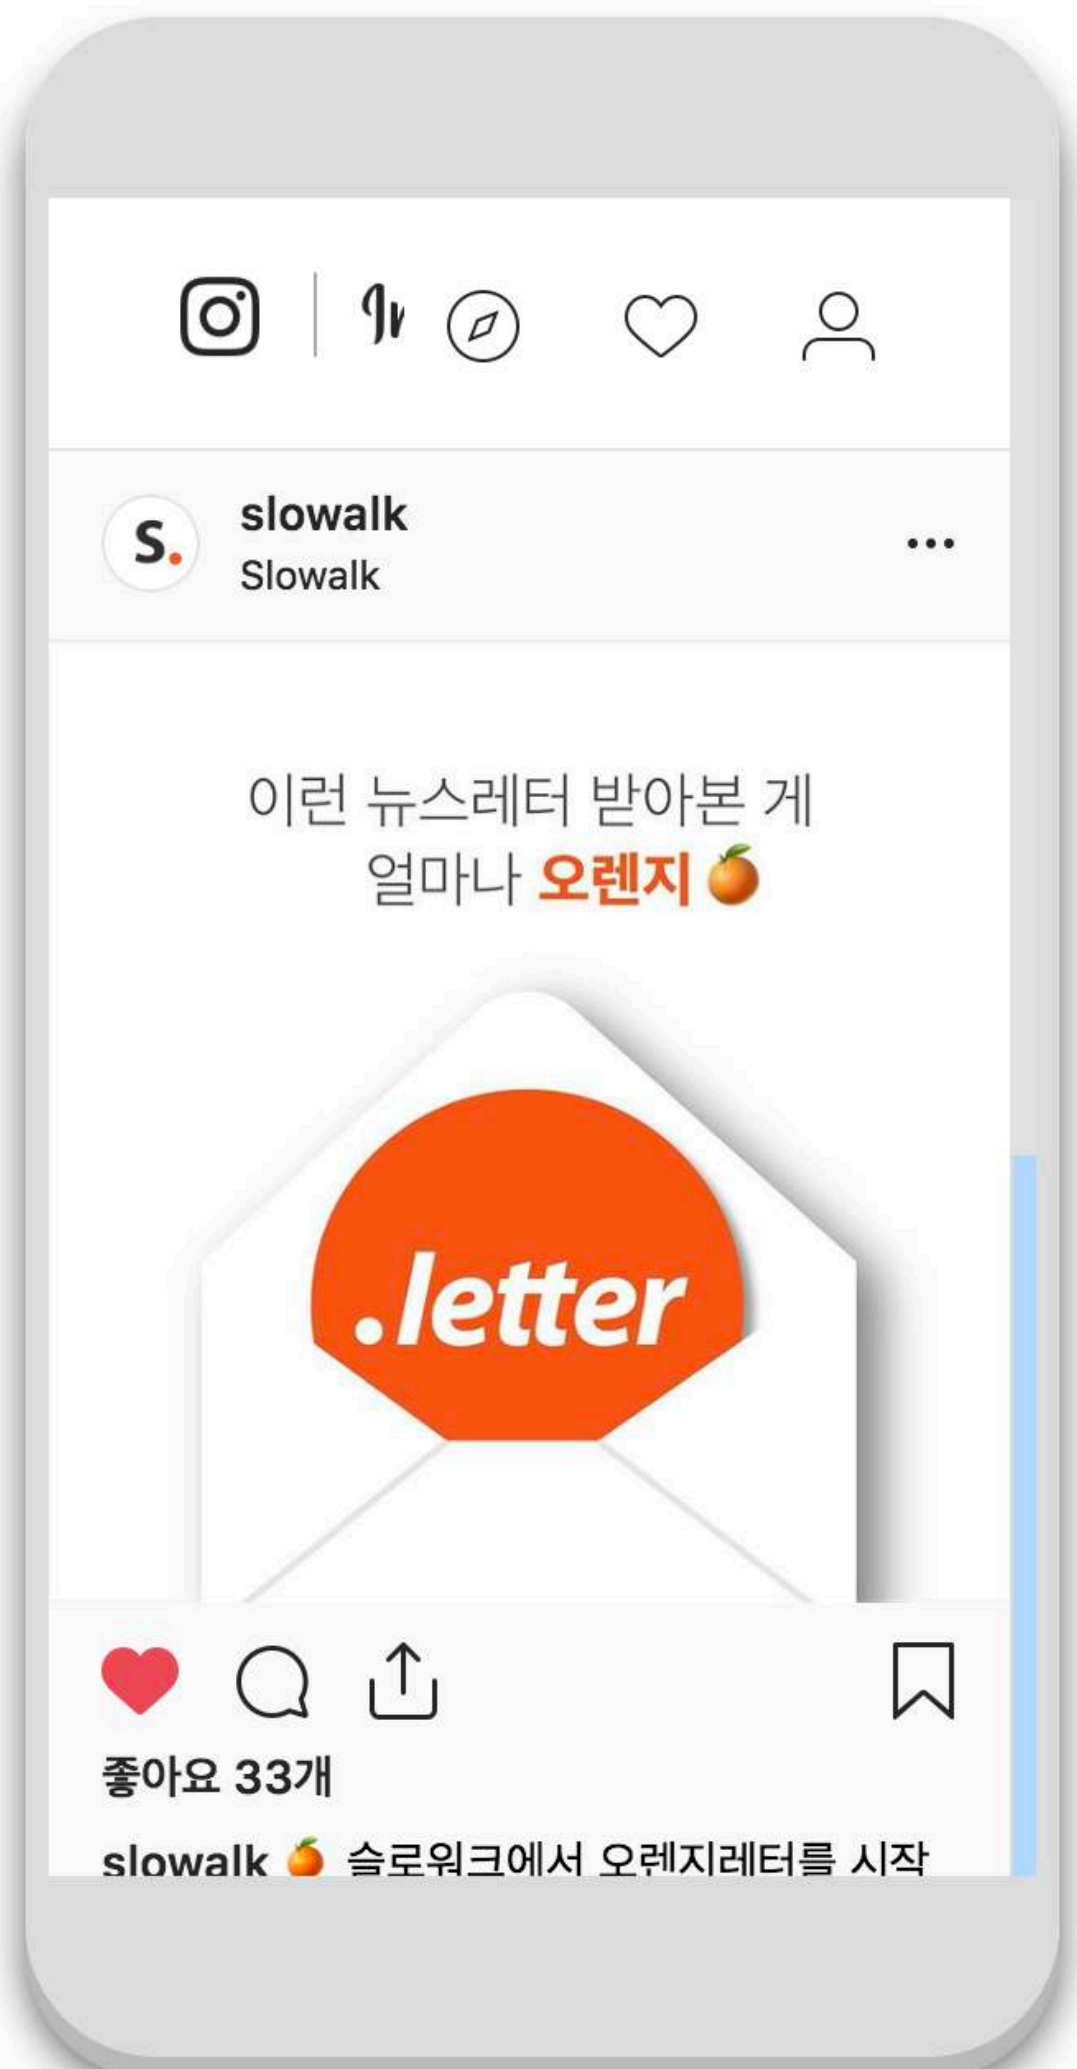 S.
slowalk
Slowalk
이런 뉴스레터 받아본 게
얼마나 오렌지
.letter
좋아요 33개
slowalk 슬로워크에서 오렌지레터를 시작